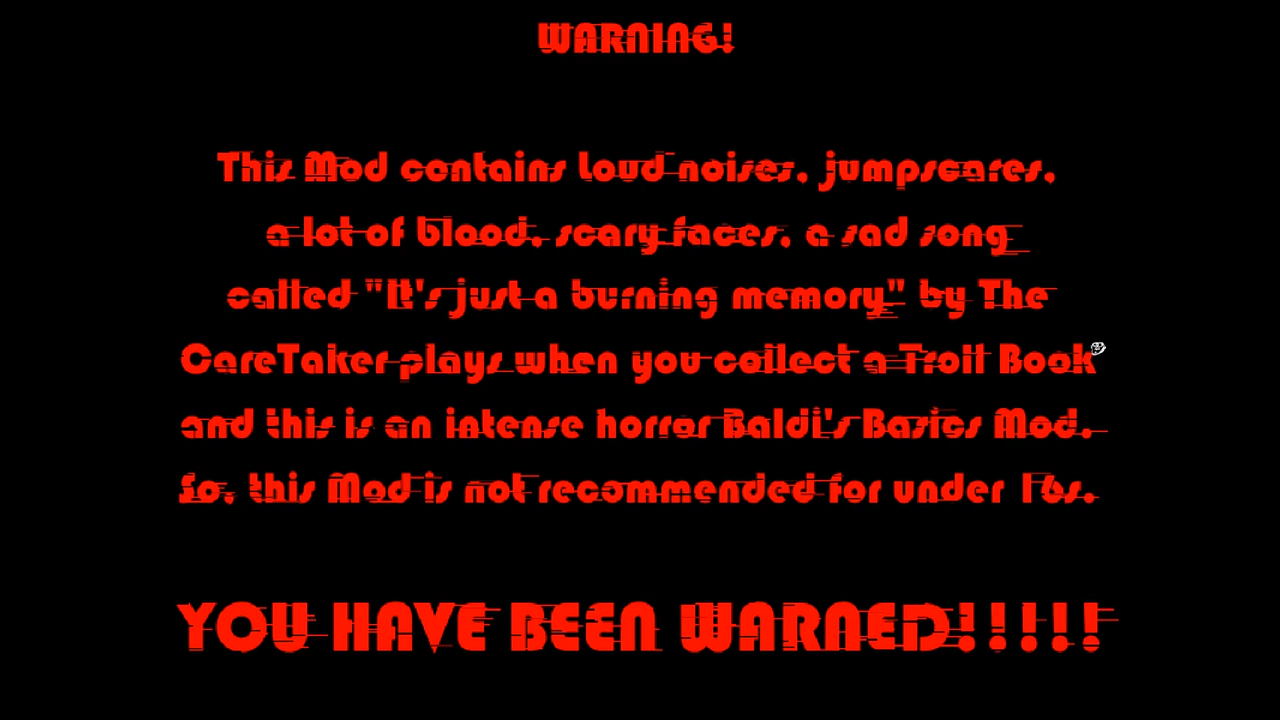 WARNING!
This Mod contains Loud noises, jumpscares,
a lot of blood, scary faces, a sad song
called "It's just a burning memory" by The
CareTaker plays when you collect a Troll Book
and this is an intense horror Baldi's Basics Mod.
So, this Mod is not recommended for under 16s.
YOU HAVE BEEN WARNED!!!!!